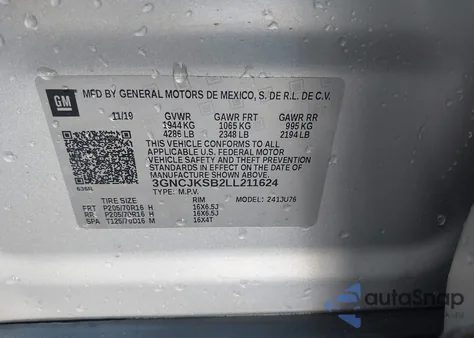 GM
MFD BY GENERAL MOTORS DE MEXICO, S. DE R.L. DE C.V.
11/19 GVWR GAWR FRT GAWR RR
1944 KG 1065 KG 995 KG
4286 LB 2348 LB 2194 LB
THIS VEHICLE CONFORMS TO ALL
APPLICABLE U.S. FEDERAL MOTOR
VEHICLE SAFETY AND THEFT PREVENTION
STANDARDS IN EFFECT ON THE DATE OF
MANUFACTURE SHOWN ABOVE.
3GNCJKSB2LL211624
TYPE: M.P.V.
TIRE SIZE RIM MODEL: 241JU76
FRT P205/70R16 H 16X6.5J
RR P205/70R16 H 16X6.5J
SPA T125/70D16 M 16X4T
autoSnap